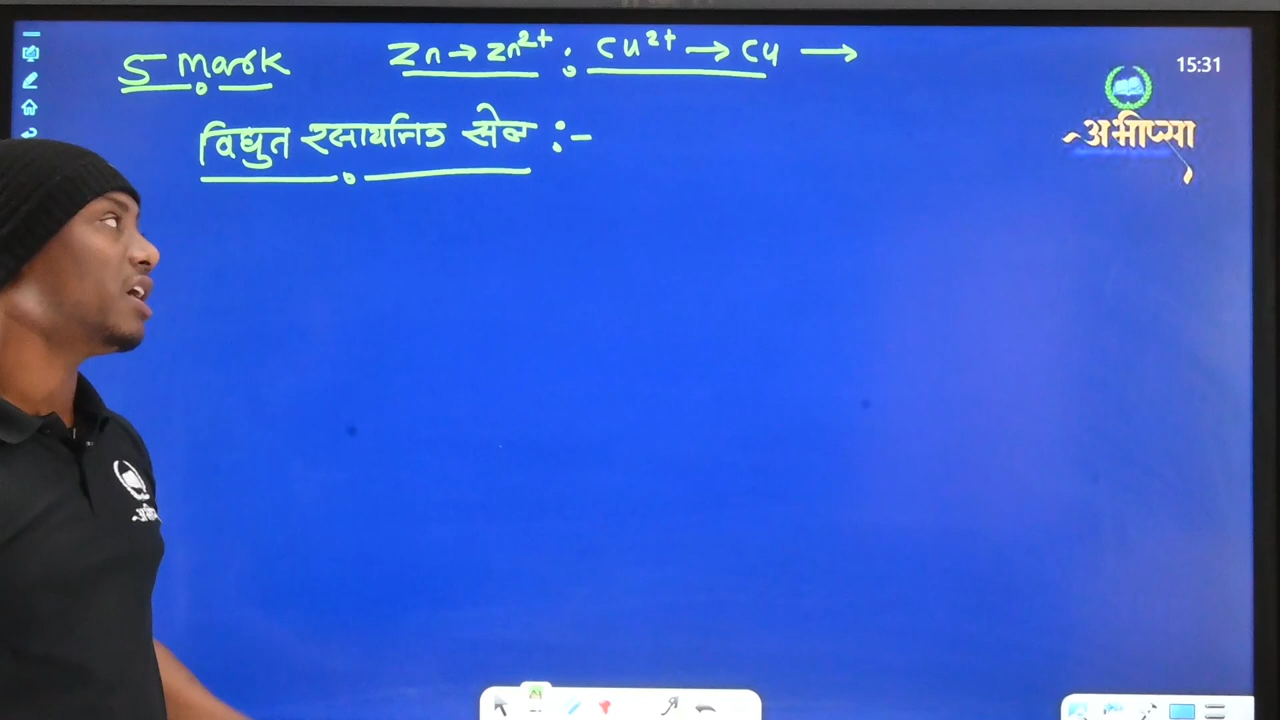 5 Mark Zn → Zn²⁺ : Cu²⁺ → Cu →
15:31
विद्युत रसायनिक सेल :-
~अभीप्सा